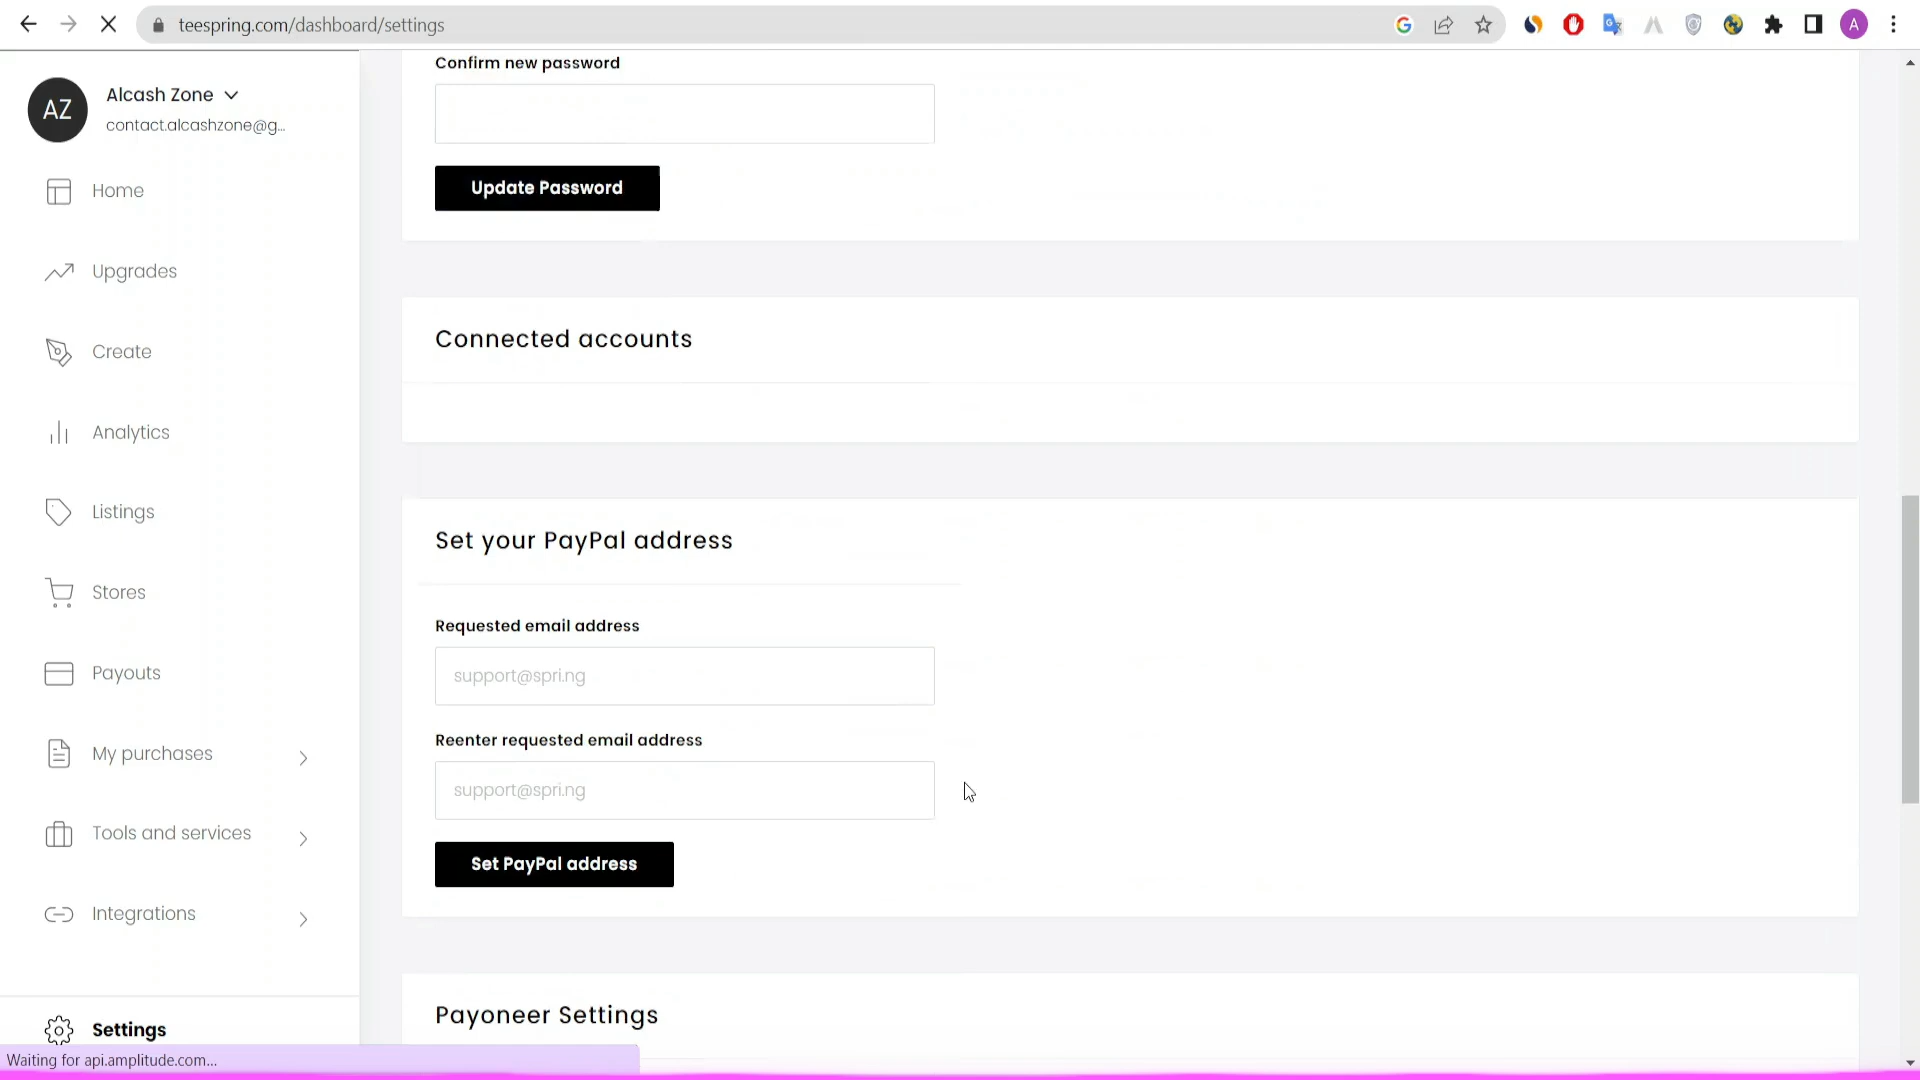 teespring.com/dashboard/settings
A
AZ
Alcash Zone
contact.alcashzone@g...
Home
Upgrades
Create
Analytics
Listings
Stores
Payouts
My purchases
Tools and services
Integrations
Settings
Waiting for api.amplitude.com...
Confirm new password
Update Password
Connected accounts
Set your PayPal address
Requested email address
support@spri.ng
Reenter requested email address
support@spri.ng
Set PayPal address
Payoneer Settings